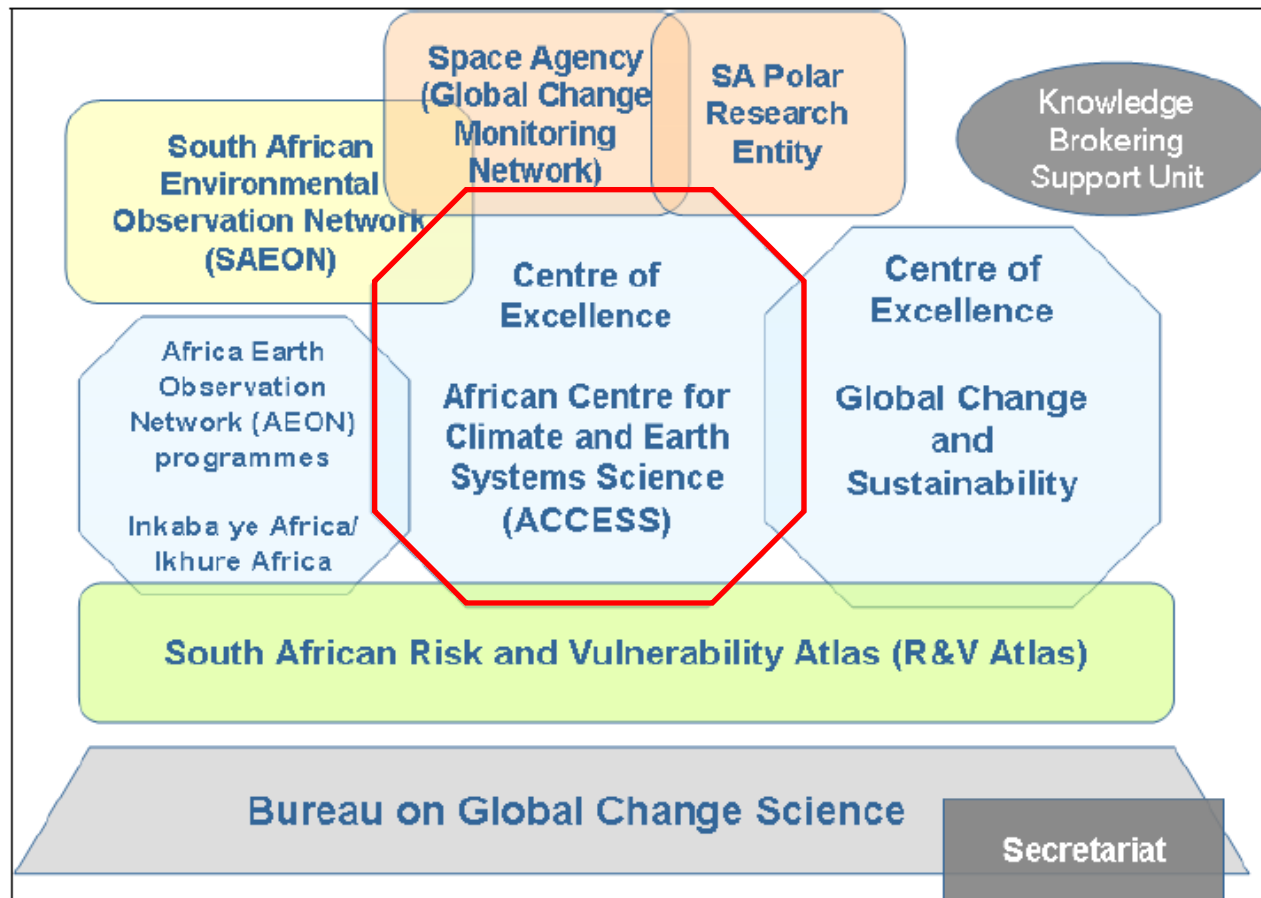 Space Agency
(Global Change
Monitoring
Network)
SA Polar
Research
Entity
Knowledge
Brokering
Support Unit
South African
Environmental
Observation Network
(SAEON)
Centre of
Excellence
African Centre for
Climate and Earth
Systems Science
(ACCESS)
Centre of
Excellence
Global Change
and
Sustainability
Africa Earth
Observation
Network (AEON)
programmes
Inkaba ye Africa/
Ikhure Africa
South African Risk and Vulnerability Atlas (R&V Atlas)
Bureau on Global Change Science
Secretariat